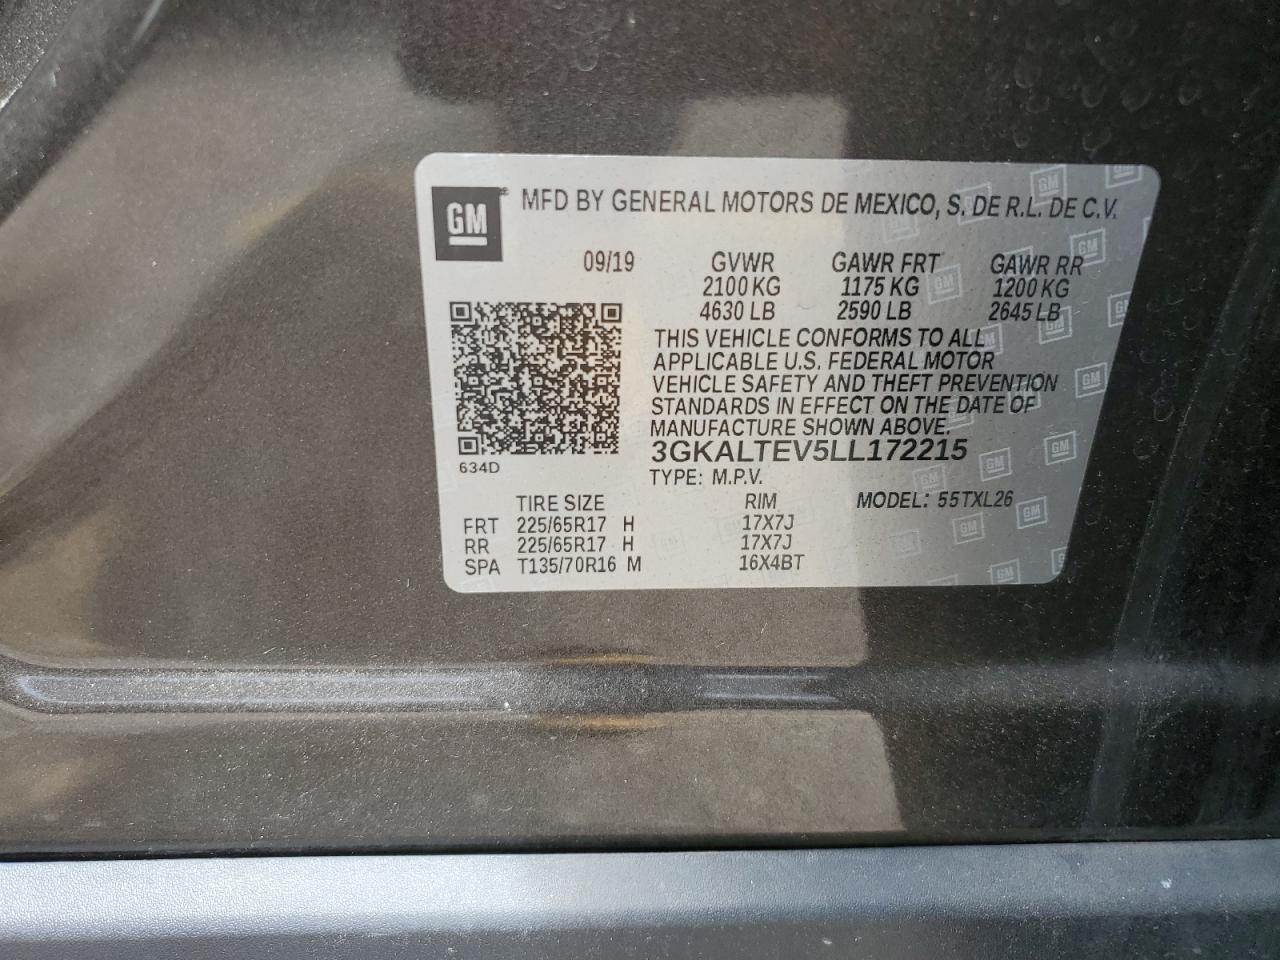 GM MFD BY GENERAL MOTORS DE MEXICO, S. DE R.L. DE C.V.
09/19 GVWR GAWR FRT GAWR RR
2100 KG 1175 KG 1200 KG
4630 LB 2590 LB 2645 LB
THIS VEHICLE CONFORMS TO ALL
APPLICABLE U.S. FEDERAL MOTOR
VEHICLE SAFETY AND THEFT PREVENTION
STANDARDS IN EFFECT ON THE DATE OF
MANUFACTURE SHOWN ABOVE.
3GKALTEV5LL172215
634D
TYPE: M.P.V.
TIRE SIZE RIM MODEL: 55TXL26
FRT 225/65R17 H 17X7J
RR 225/65R17 H 17X7J
SPA T135/70R16 M 16X4BT